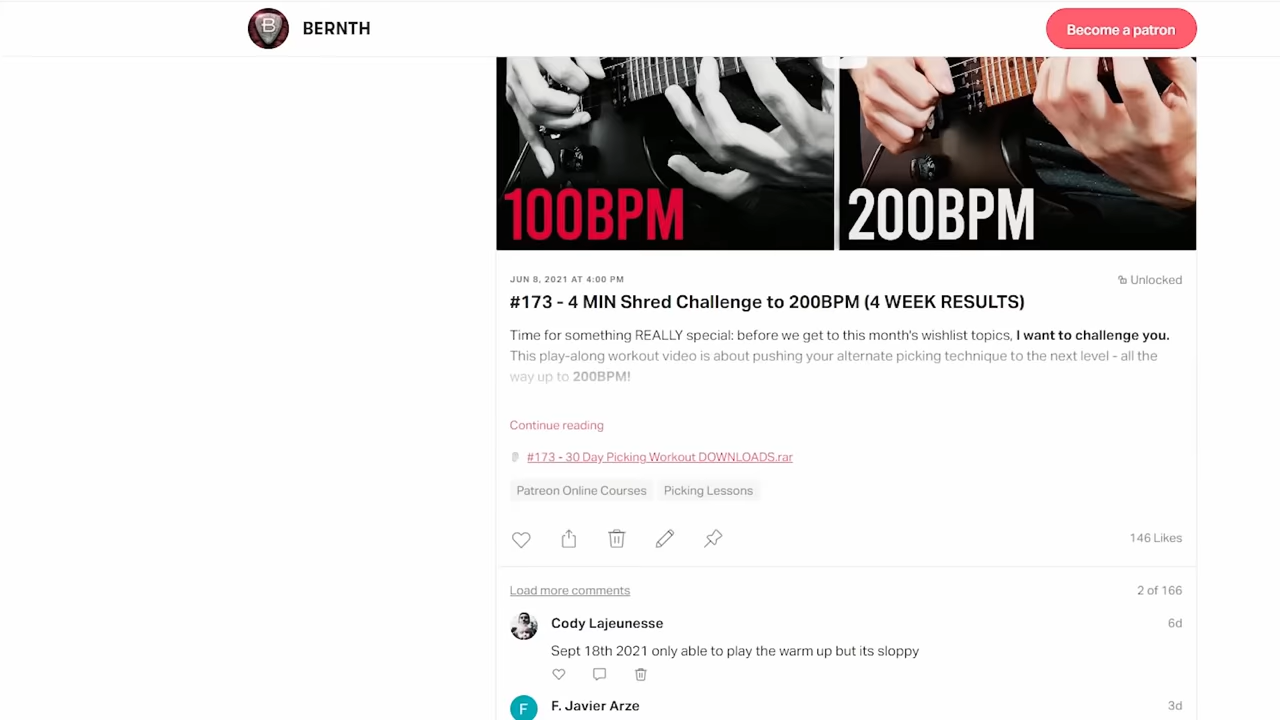 B
BERNTH
Become a patron
100BPM
200BPM
JUN 8, 2021 AT 4:00 PM
Unlocked
#173 - 4 MIN Shred Challenge to 200BPM (4 WEEK RESULTS)
Time for something REALLY special: before we get to this month's wishlist topics, I want to challenge you.
This play-along workout video is about pushing your alternate picking technique to the next level - all the
way up to 200BPM!
Continue reading
#173 - 30 Day Picking Workout DOWNLOADS.rar
Patreon Online Courses
Picking Lessons
146 Likes
Load more comments
2 of 166
Cody Lajeunesse
6d
Sept 18th 2021 only able to play the warm up but its sloppy
F
F. Javier Arze
3d